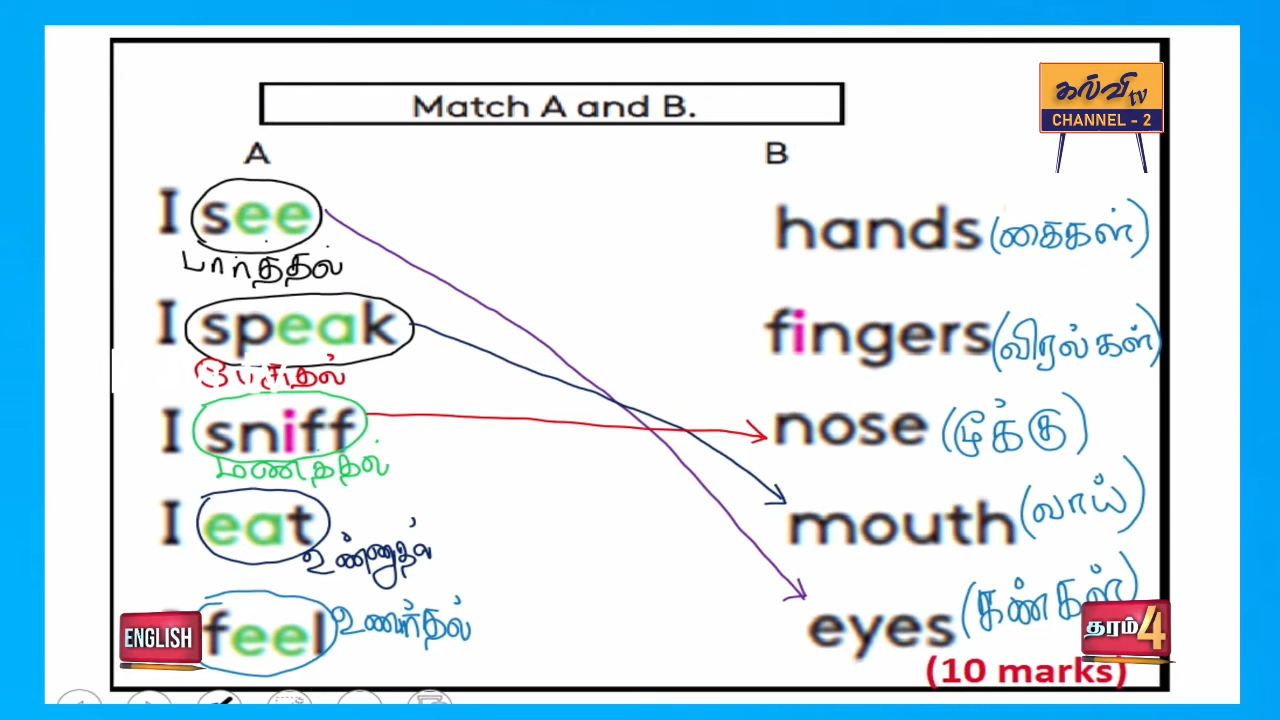 கல்வி tv
CHANNEL - 2
Match A and B.
A B
I see
பார்த்தல்
hands (கைகள்)
I speak
fingers (விரல்கள்)
I sniff
மணத்தல்
nose (மூக்கு)
I eat
உண்ணுதல்
mouth (வாய்)
feel உணர்தல்
eyes (கண்கள்)
ENGLISH
தரம் 4
(10 marks)